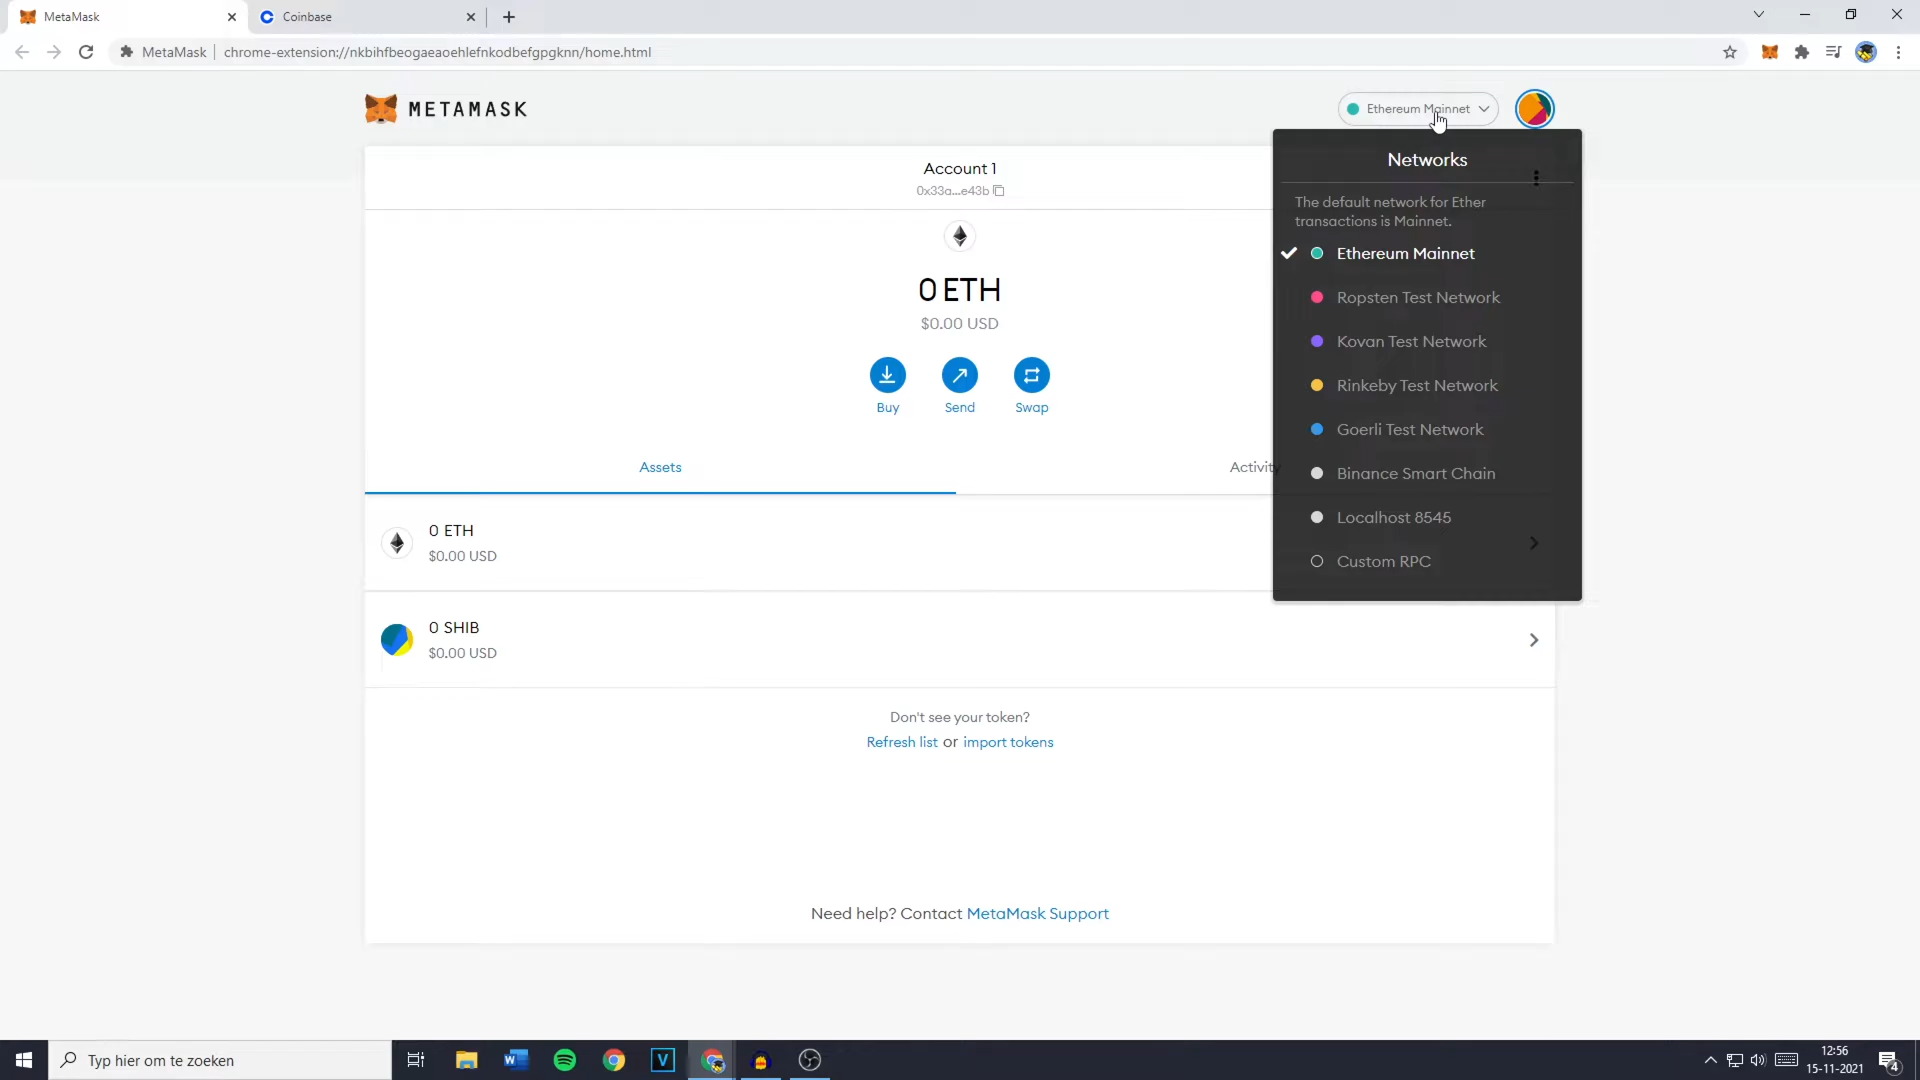 MetaMask
Coinbase
MetaMask
chrome-extension://nkbihfbeogaeaoehlefnkodbefgpgknn/home.html
METAMASK
Ethereum Mainnet
Account 1
0x33a...e43b
0 ETH
$0.00 USD
Buy
Send
Swap
Assets
Activity
0 ETH
$0.00 USD
0 SHIB
$0.00 USD
Don't see your token?
Refresh list or import tokens
Need help? Contact MetaMask Support
Networks
The default network for Ether
transactions is Mainnet.
Ethereum Mainnet
Ropsten Test Network
Kovan Test Network
Rinkeby Test Network
Goerli Test Network
Binance Smart Chain
Localhost 8545
Custom RPC
Typ hier om te zoeken
12:56
15-11-2021
4